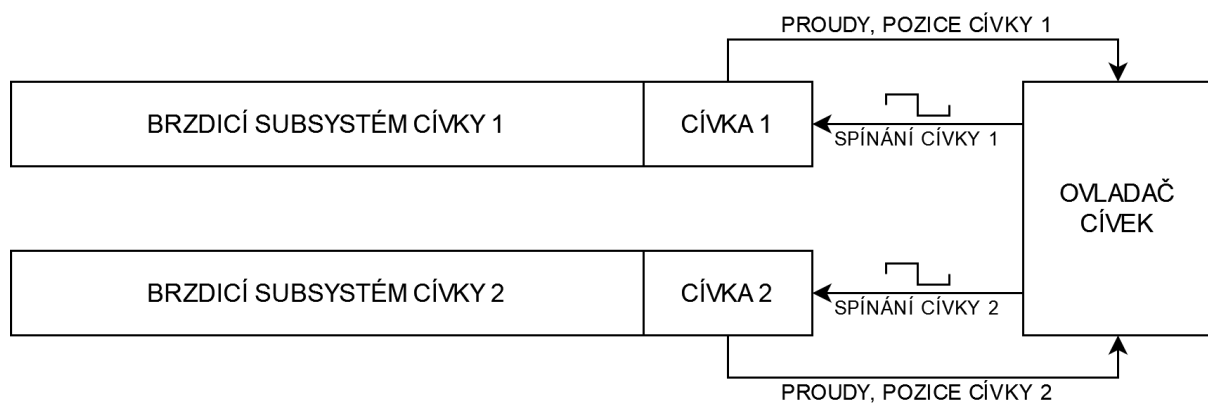 PROUDY, POZICE CÍVKY 1
BRZDICÍ SUBSYSTÉM CÍVKY 1
CÍVKA 1
SPÍNÁNÍ CÍVKY 1
OVLADAČ
CÍVEK
BRZDICÍ SUBSYSTÉM CÍVKY 2
CÍVKA 2
SPÍNÁNÍ CÍVKY 2
PROUDY, POZICE CÍVKY 2